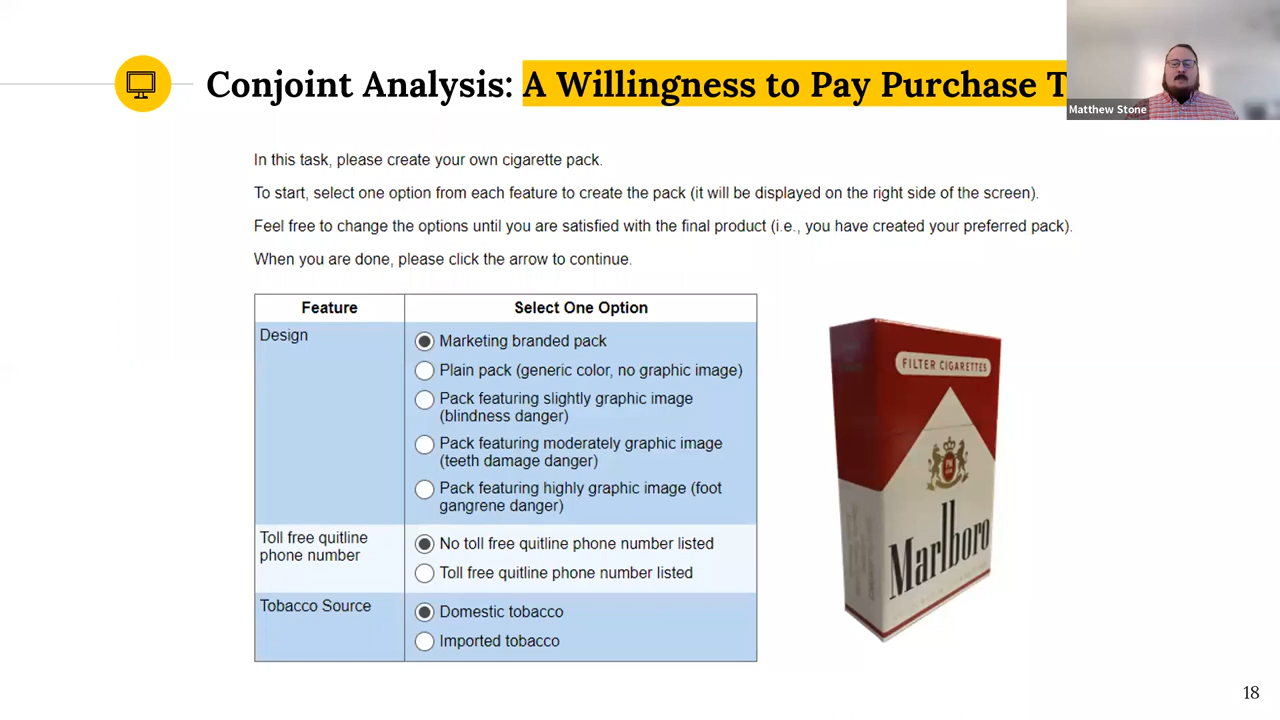 Conjoint Analysis: A Willingness to Pay Purchase T
Matthew Stone
In this task, please create your own cigarette pack.
To start, select one option from each feature to create the pack (it will be displayed on the right side of the screen).
Feel free to change the options until you are satisfied with the final product (i.e., you have created your preferred pack).
When you are done, please click the arrow to continue.
Feature
Select One Option
Design
Marketing branded pack
Plain pack (generic color, no graphic image)
Pack featuring slightly graphic image
(blindness danger)
Pack featuring moderately graphic image
(teeth damage danger)
Pack featuring highly graphic image (foot
gangrene danger)
Toll free quitline
phone number
No toll free quitline phone number listed
Toll free quitline phone number listed
Tobacco Source
Domestic tobacco
Imported tobacco
FILTER CIGARETTES
Marlboro
18